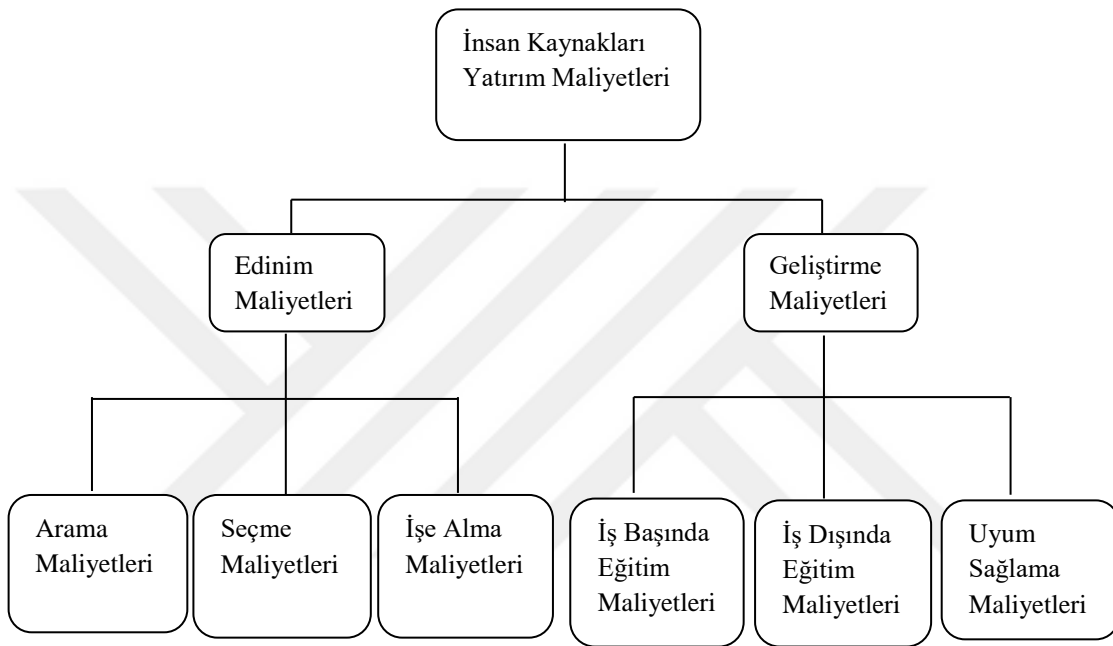 İnsan Kaynakları
Yatırım Maliyetleri
Edinim
Maliyetleri
Geliştirme
Maliyetleri
Arama
Maliyetleri
Seçme
Maliyetleri
İşe Alma
Maliyetleri
İş Başında
Eğitim
Maliyetleri
İş Dışında
Eğitim
Maliyetleri
Uyum
Sağlama
Maliyetleri